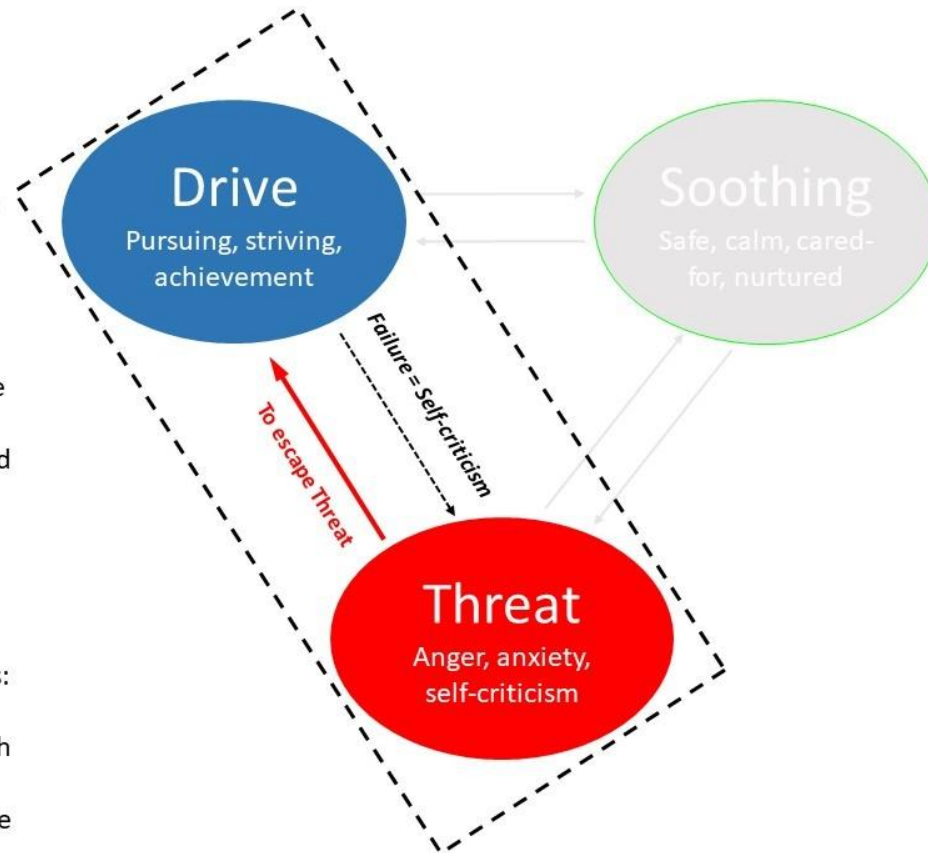 Drive
Pursuing, striving,
achievement
Soothing
Safe, calm, cared-
for, nurtured
Failure = Self-criticism
To escape Threat
Threat
Anger, anxiety,
self-criticism